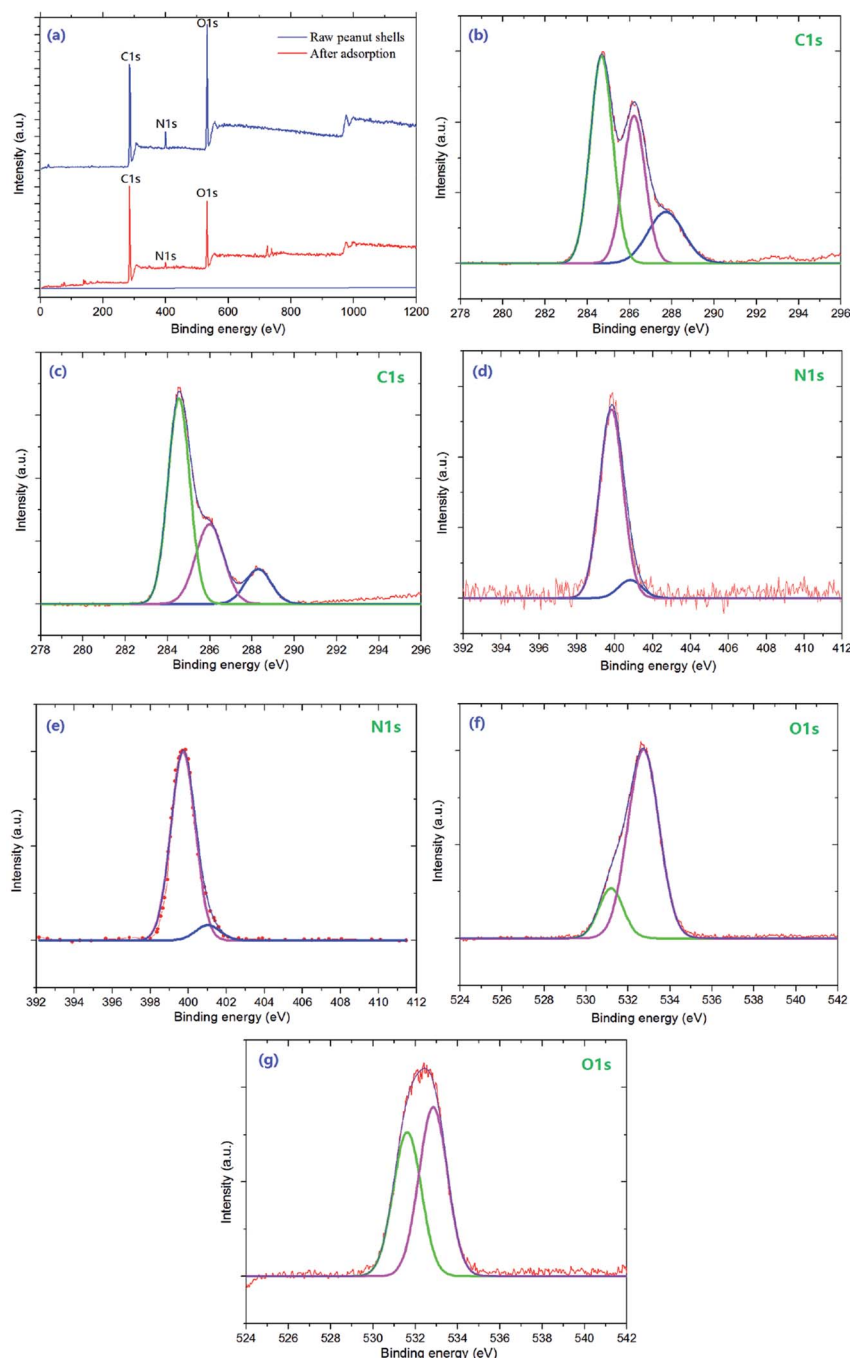 (a)
O1s
Raw peanut shells
After adsorption
C1s
N1s
C1s
O1s
N1s
Intensity (a.u.)
0 200 400 600 800 1000 1200
Binding energy (eV)
(b)
C1s
Intensity (a.u.)
278 280 282 284 286 288 290 292 294 296
Binding energy (eV)
(c)
C1s
Intensity (a.u.)
278 280 282 284 286 288 290 292 294 296
Binding energy (eV)
(d)
N1s
Intensity (a.u.)
392 394 396 398 400 402 404 406 408 410 412
Binding energy (eV)
(e)
N1s
Intensity (a.u.)
392 394 396 398 400 402 404 406 408 410 412
Binding energy (eV)
(f)
O1s
Intensity (a.u.)
524 526 528 530 532 534 536 538 540 542
Binding energy (eV)
(g)
O1s
Intensity (a.u.)
524 526 528 530 532 534 536 538 540 542
Binding energy (eV)